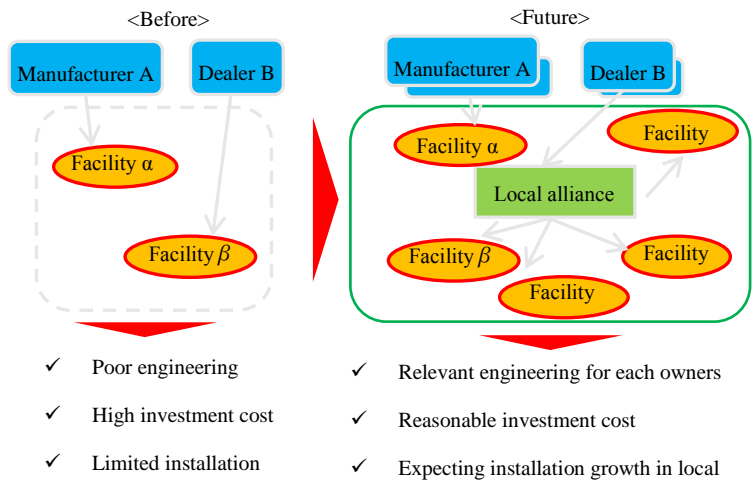 <Before>
Manufacturer A
Dealer B
Facility α
Facility β
✓ Poor engineering
✓ High investment cost
✓ Limited installation
<Future>
Manufacturer A
Dealer B
Facility α
Facility
Local alliance
Facility β
Facility
Facility
✓ Relevant engineering for each owners
✓ Reasonable investment cost
✓ Expecting installation growth in local